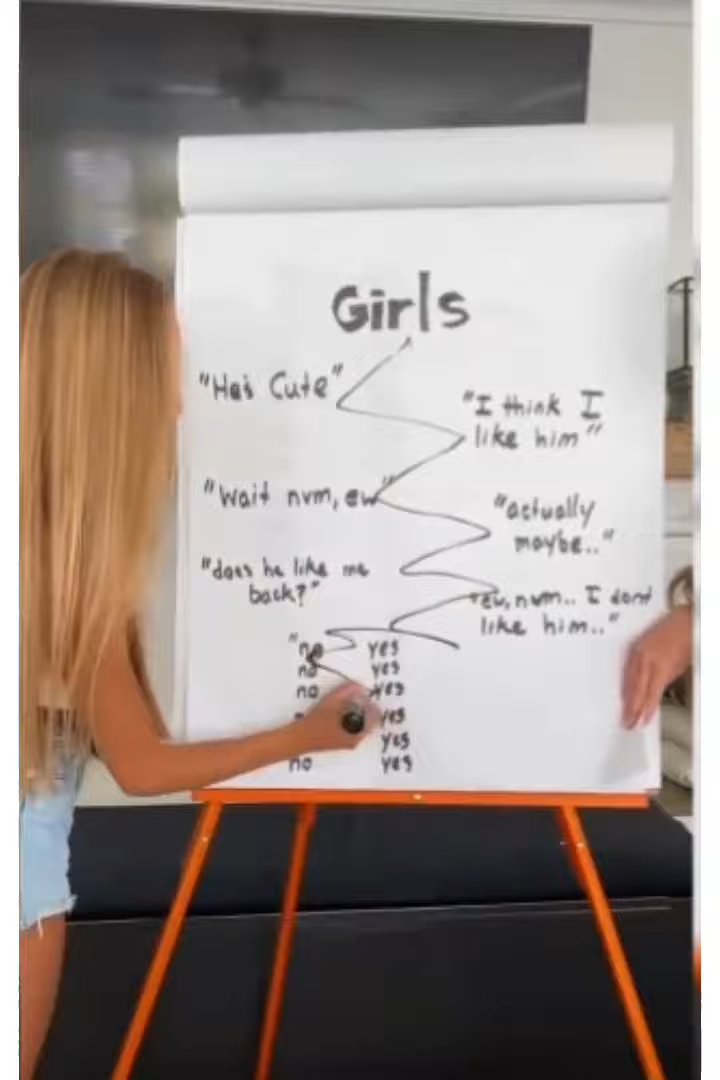 Girls
"He's Cute"
"I think I
like him"
"Wait nvm, ew"
"actually
maybe.."
"does he like me
back?"
"ew, nvm.. I dont
like him.."
"no yes
no yes
no yes
yes
yes
no yes